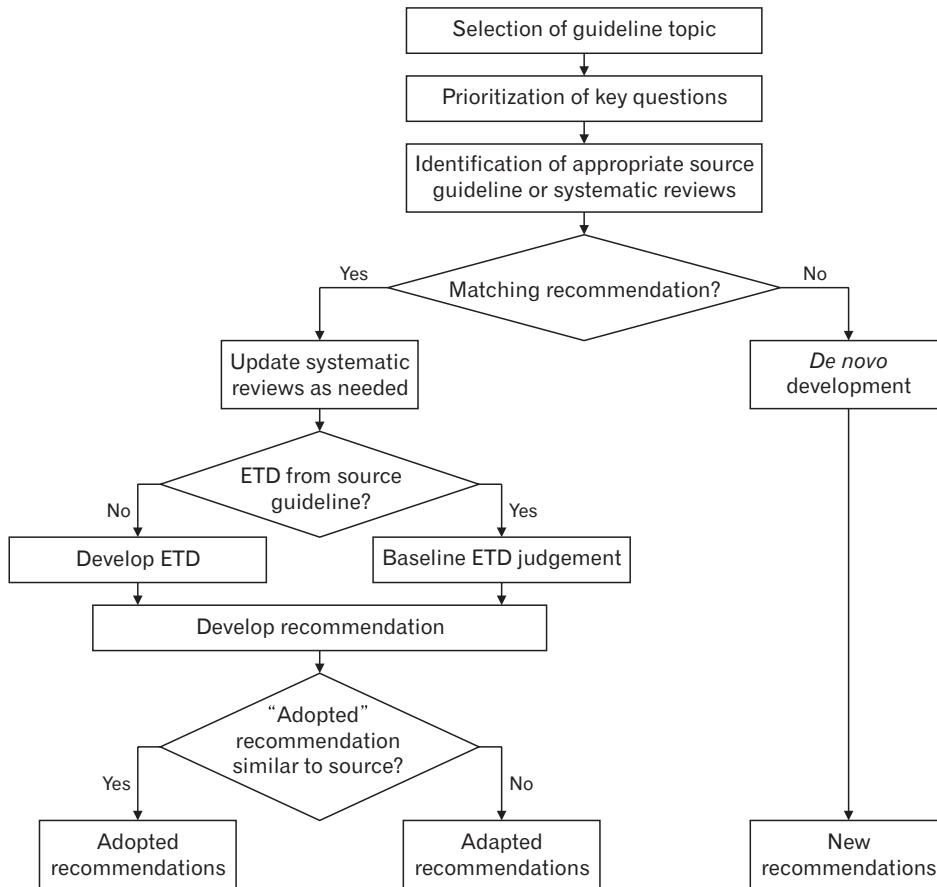 Selection of guideline topic
Prioritization of key questions
Identification of appropriate source
guideline or systematic reviews
Yes
No
Matching recommendation?
Update systematic
reviews as needed
De novo
development
ETD from source
guideline?
No
Yes
Develop ETD
Baseline ETD judgement
Develop recommendation
“Adopted”
recommendation
similar to source?
Yes
No
Adopted
recommendations
Adapted
recommendations
New
recommendations